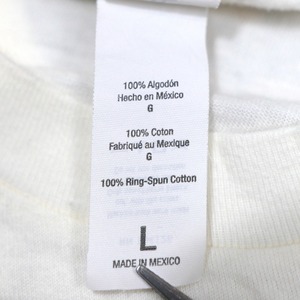 100% Algodón
Hecho en México
G
100% Coton
Fabriqué au Mexique
G
100% Ring-Spun Cotton
L
MADE IN MEXICO